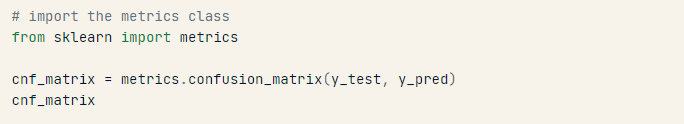 # import the metrics class
from sklearn import metrics
cnf_matrix = metrics.confusion_matrix(y_test, y_pred)
cnf_matrix